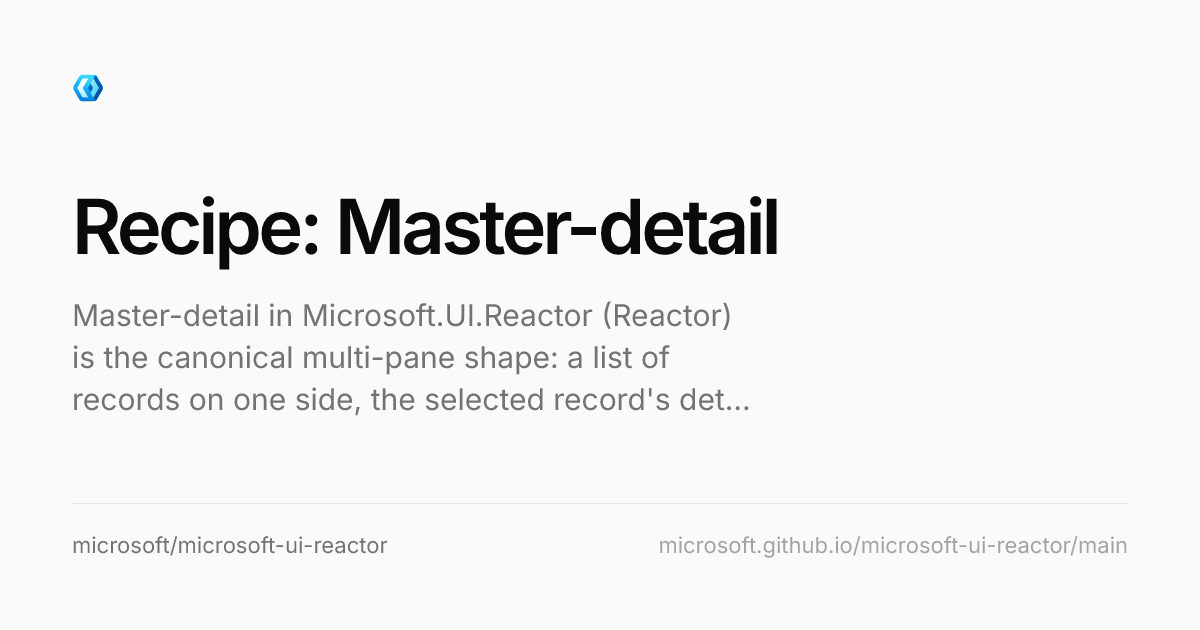 Recipe: Master-detail
Master-detail in Microsoft.UI.Reactor (Reactor)
is the canonical multi-pane shape: a list of
records on one side, the selected record's det...
microsoft/microsoft-ui-reactor
microsoft.github.io/microsoft-ui-reactor/main